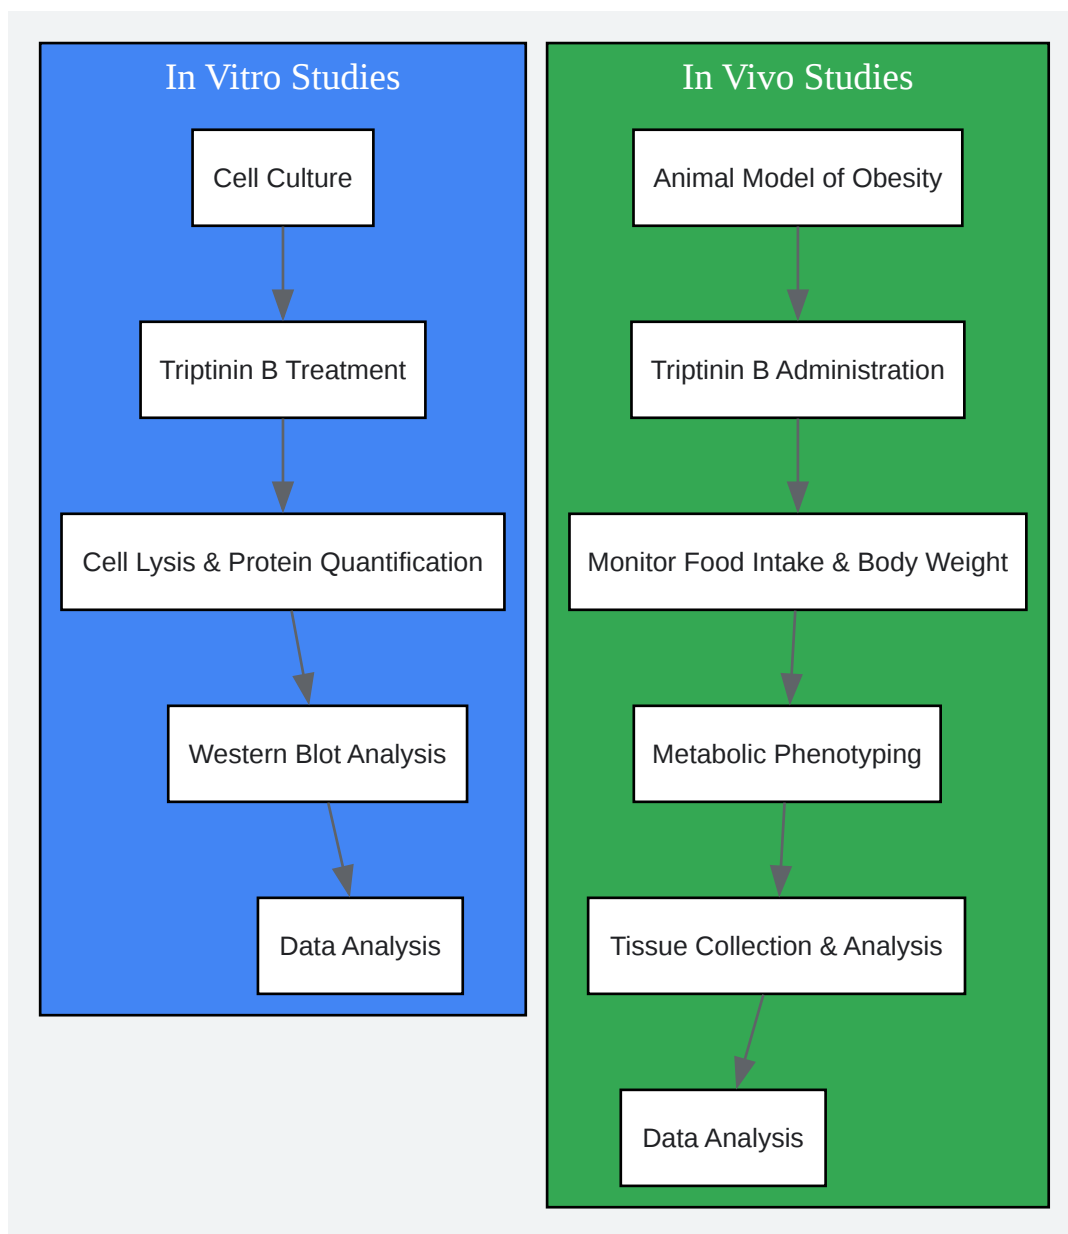 In Vitro Studies
Cell Culture
Triptinin B Treatment
Cell Lysis & Protein Quantification
Western Blot Analysis
Data Analysis
In Vivo Studies
Animal Model of Obesity
Triptinin B Administration
Monitor Food Intake & Body Weight
Metabolic Phenotyping
Tissue Collection & Analysis
Data Analysis